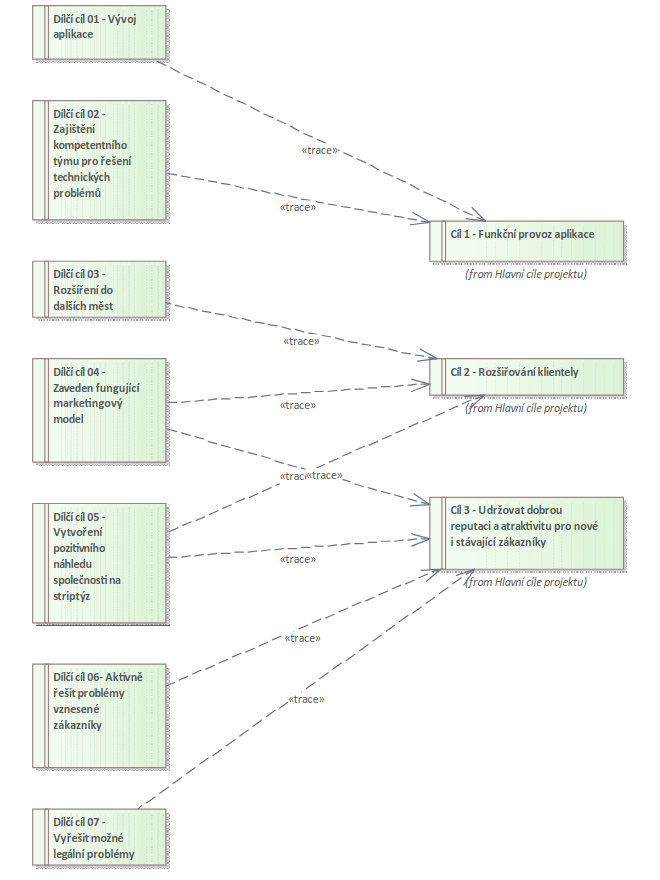 Dílčí cíl 01 - Vývoj
aplikace
«trace»
Dílčí cíl 02 -
Zajištění
kompetentního
týmu pro řešení
technických
problémů
«trace»
Cíl 1 - Funkční provoz aplikace
(from Hlavní cíle projektu)
Dílčí cíl 03 -
Rozšíření do
dalších měst
«trace»
Dílčí cíl 04 -
Zaveden fungující
marketingový
model
«trace»
Cíl 2 - Rozšiřování klientely
(from Hlavní cíle projektu)
«trace»
«trace»
Dílčí cíl 05 -
Vytvoření
pozitivního
náhledu
společnosti na
striptýz
«trace»
Cíl 3 - Udržovat dobrou
reputaci a atraktivitu pro nové
i stávající zákazníky
(from Hlavní cíle projektu)
«trace»
Dílčí cíl 06- Aktivně
řešit problémy
vznesené
zákazníky
«trace»
Dílčí cíl 07 -
Vyřešit možné
legální problémy